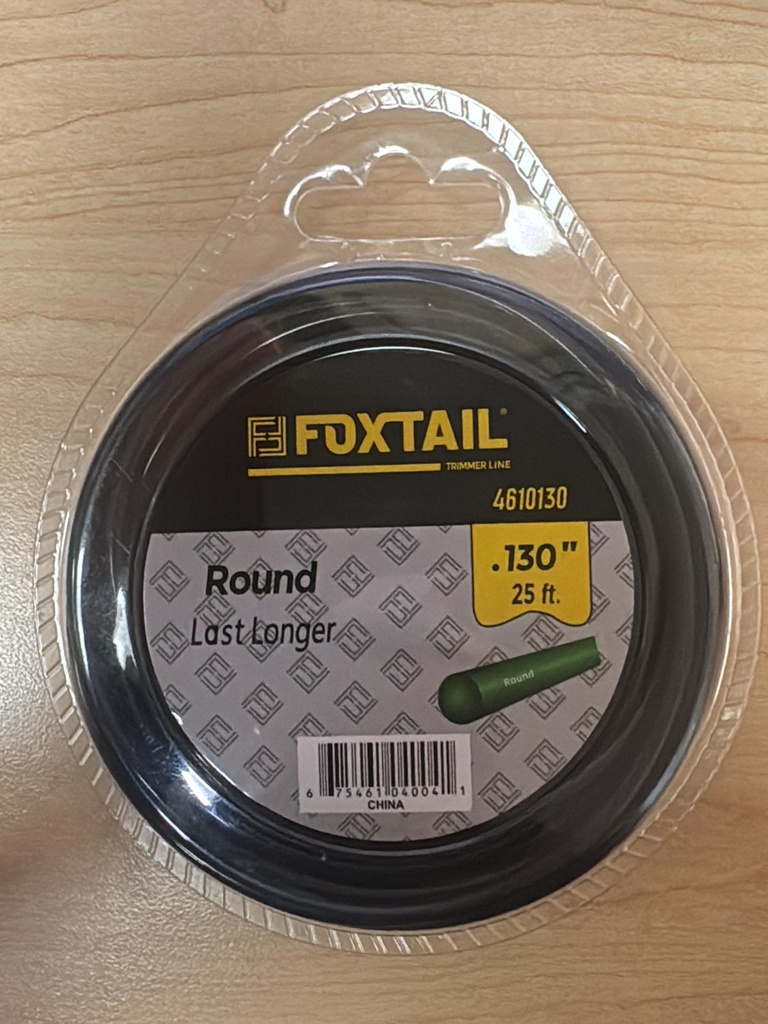 FOXTAIL®
TRIMMER LINE
4610130
.130"
25 ft.
Round
Last Longer
Round
6 75461 04004 1
CHINA